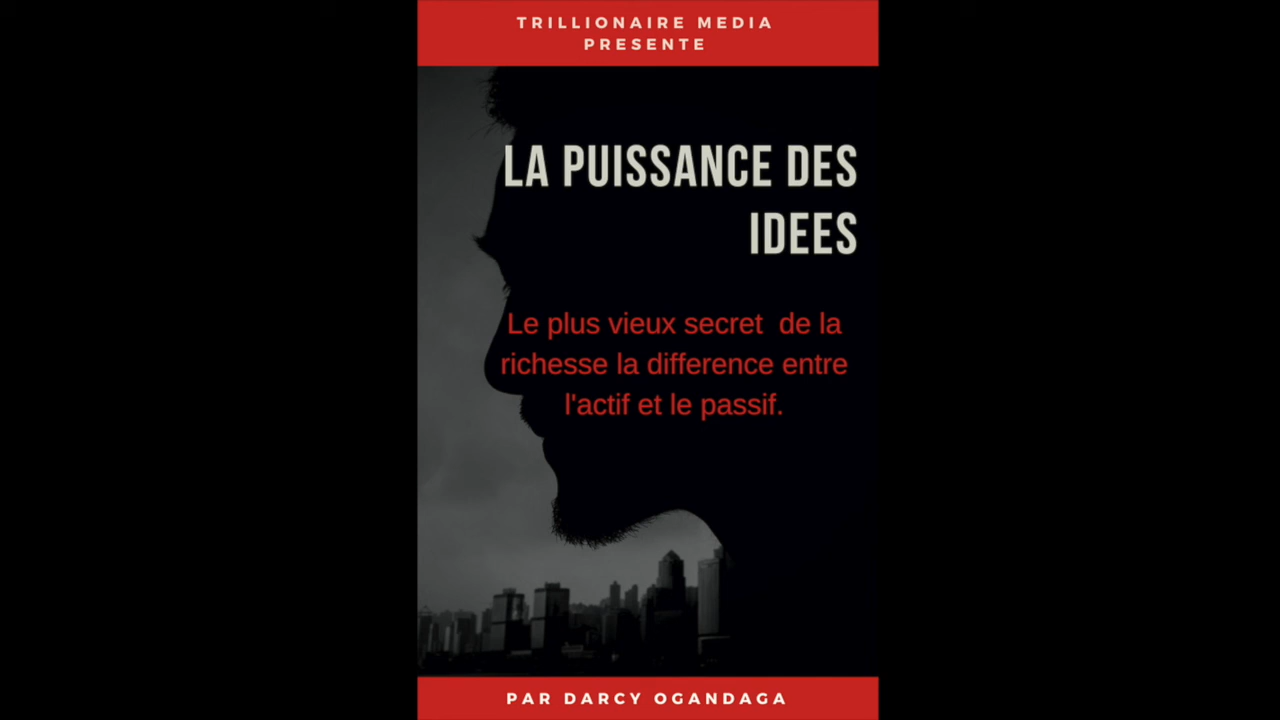 TRILLIONAIRE MEDIA
PRESENTE
LA PUISSANCE DES
IDEES
Le plus vieux secret  de la
richesse la difference entre
l'actif et le passif.
PAR DARCY OGANDAGA